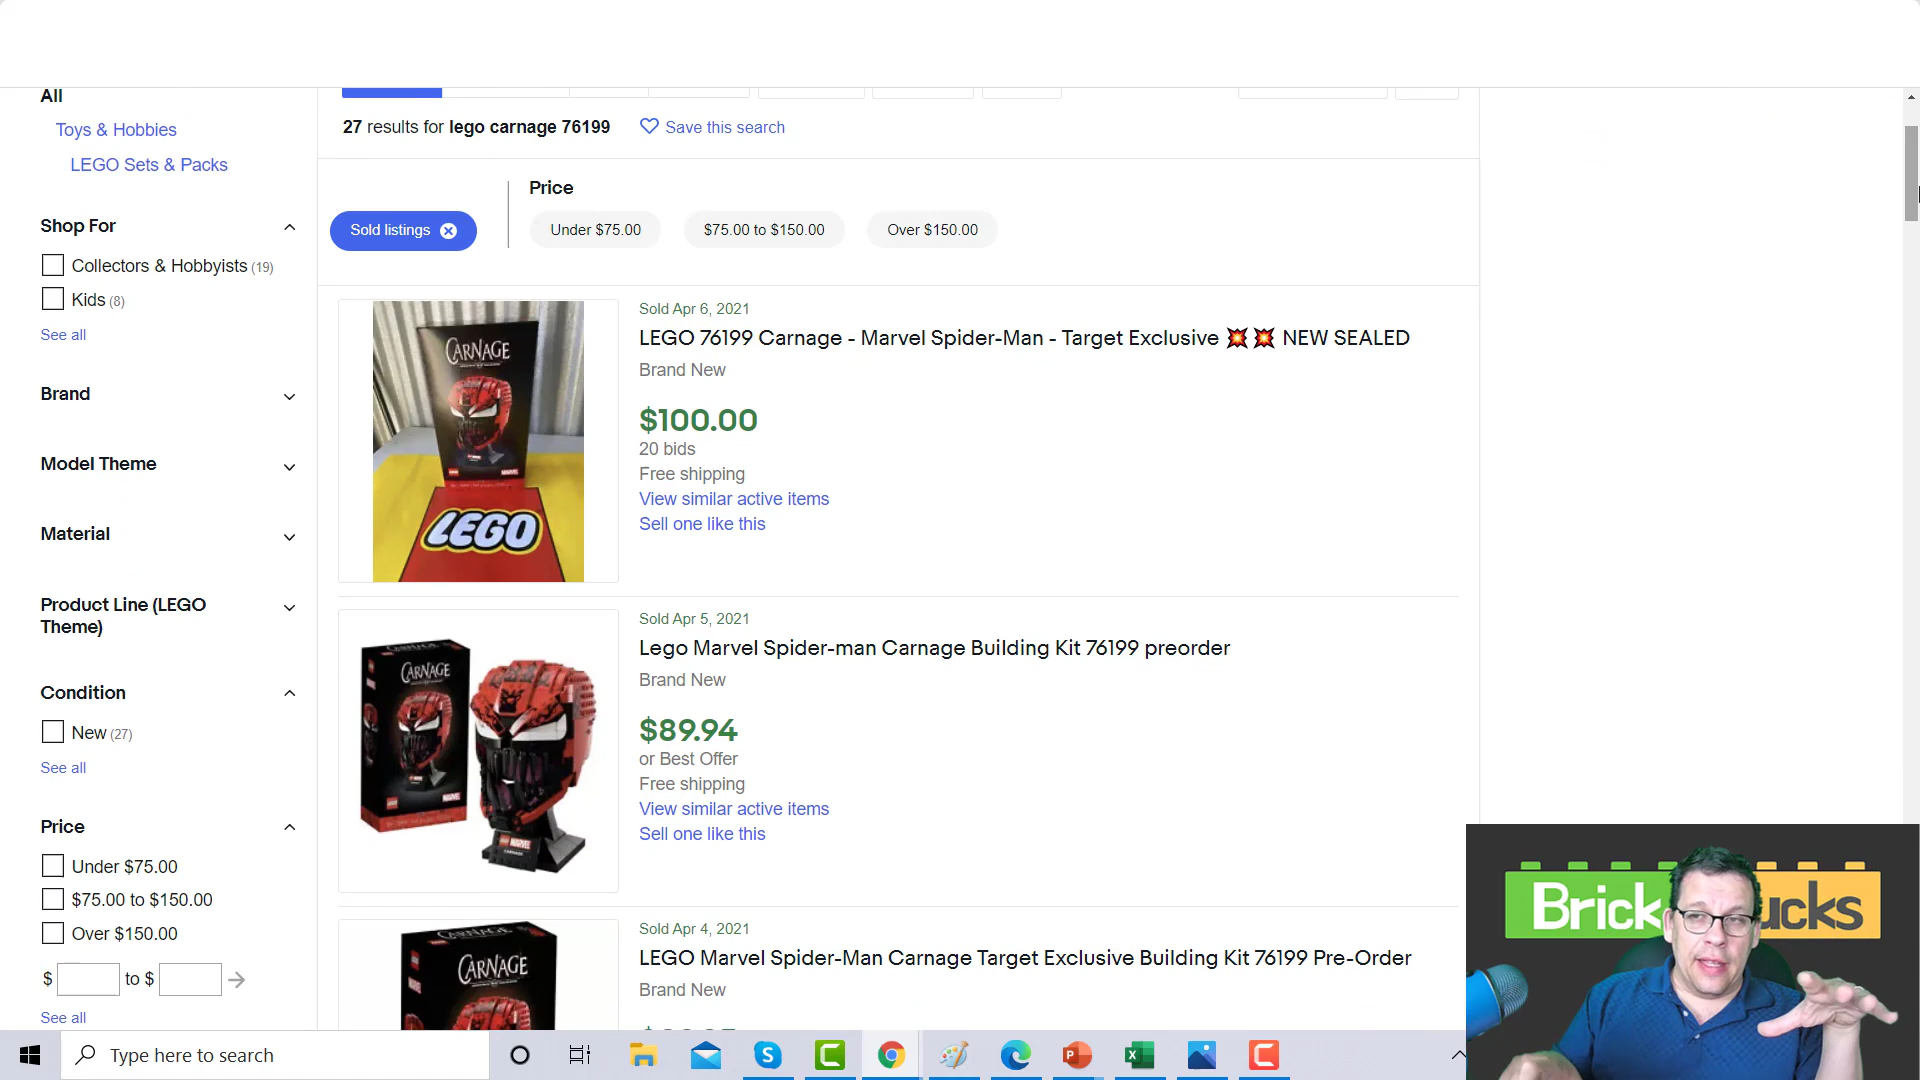 All
Toys & Hobbies
LEGO Sets & Packs
Shop For
Collectors & Hobbyists (19)
Kids (8)
See all
Brand
Model Theme
Material
Product Line (LEGO
Theme)
Condition
New (27)
See all
Price
Under $75.00
$75.00 to $150.00
Over $150.00
$ to $
See all
27 results for lego carnage 76199
Save this search
Sold listings
Price
Under $75.00
$75.00 to $150.00
Over $150.00
CARNAGE
LEGO
Sold Apr 6, 2021
LEGO 76199 Carnage - Marvel Spider-Man - Target Exclusive 💥💥 NEW SEALED
Brand New
$100.00
20 bids
Free shipping
View similar active items
Sell one like this
CARNAGE
MARVEL
Sold Apr 5, 2021
Lego Marvel Spider-man Carnage Building Kit 76199 preorder
Brand New
$89.94
or Best Offer
Free shipping
View similar active items
Sell one like this
CARNAGE
Sold Apr 4, 2021
LEGO Marvel Spider-Man Carnage Target Exclusive Building Kit 76199 Pre-Order
Brand New
Brick ucks
Type here to search